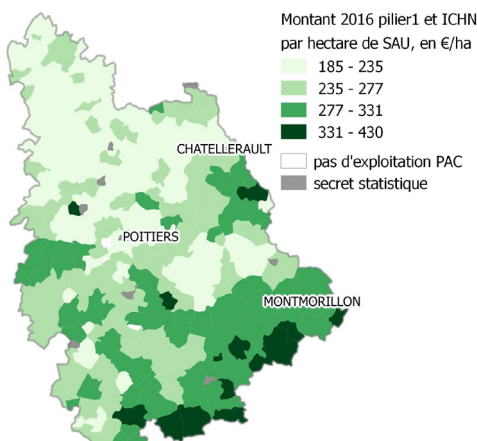 Montant 2016 pilier1 et ICHN
par hectare de SAU, en €/ha
185 - 235
235 - 277
277 - 331
331 - 430
pas d'exploitation PAC
secret statistique
CHATELLERAULT
POITIERS
MONTMORILLON